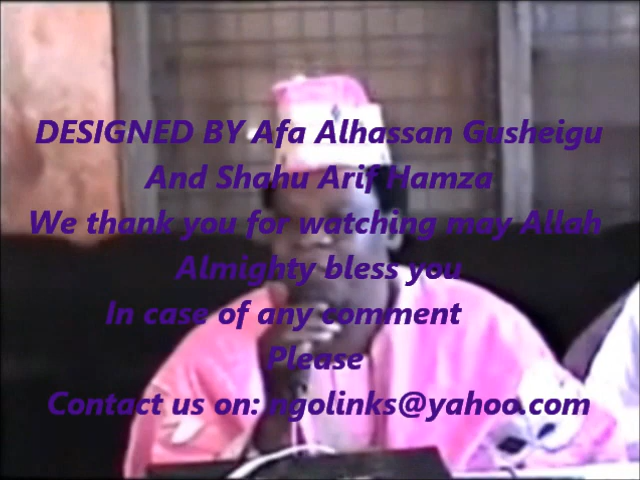 DESIGNED BY Afa Alhassan Gusheigu
And Shahu Arif Hamza
We thank you for watching may Allah
Almighty bless you
In case of any comment
Please
Contact us on: ngolinks@yahoo.com